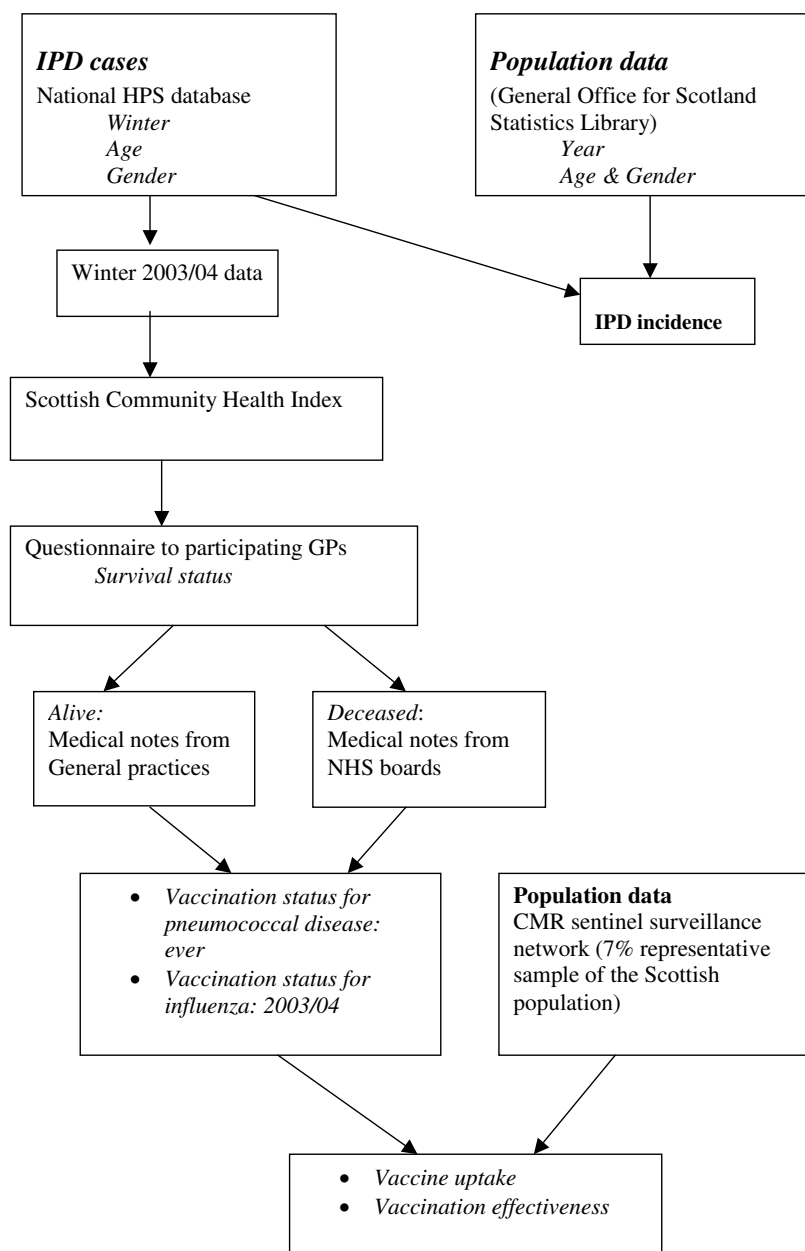 IPD cases
National HPS database
Winter
Age
Gender
Population data
(General Office for Scotland
Statistics Library)
Year
Age & Gender
Winter 2003/04 data
IPD incidence
Scottish Community Health Index
Questionnaire to participating GPs
Survival status
Alive:
Medical notes from
General practices
Deceased:
Medical notes from
NHS boards
• Vaccination status for
pneumococcal disease:
ever
• Vaccination status for
influenza: 2003/04
Population data
CMR sentinel surveillance
network (7% representative
sample of the Scottish
population)
• Vaccine uptake
• Vaccination effectiveness